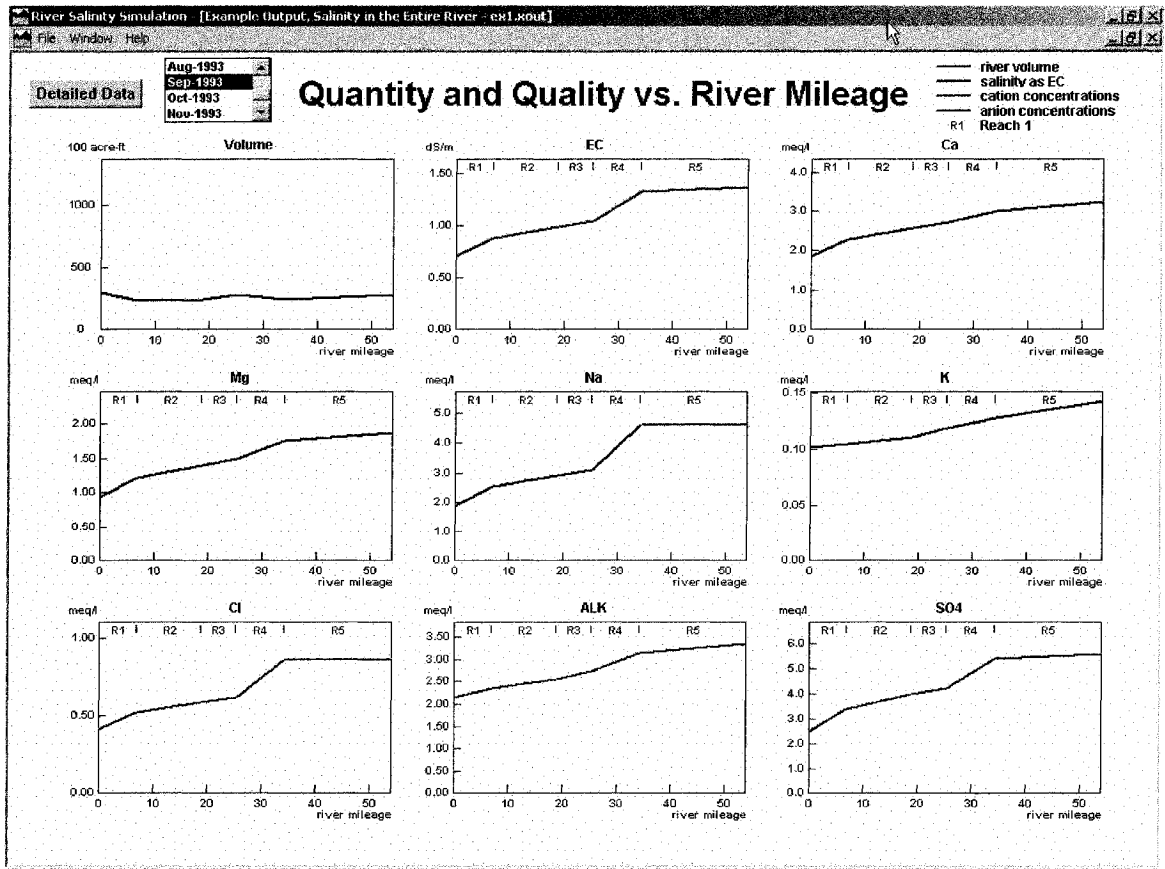 River Salinity Simulation - [Example Output, Salinity in the Entire River - ex1.xout]
File Window Help
Detailed Data
Aug-1993
Sep-1993
Oct-1993
Nov-1993
Quantity and Quality vs. River Mileage
river volume
salinity as EC
cation concentrations
anion concentrations
R1 Reach 1
100 acre-ft Volume
1000
500
0
0 10 20 30 40 50
river mileage
dS/m EC
R1 R2 R3 R4 R5
1.50
1.00
0.50
0.00
0 10 20 30 40 50
river mileage
meq/l Ca
R1 R2 R3 R4 R5
4.0
3.0
2.0
1.0
0.0
0 10 20 30 40 50
river mileage
meq/l Mg
R1 R2 R3 R4 R5
2.00
1.50
1.00
0.50
0.00
0 10 20 30 40 50
river mileage
meq/l Na
R1 R2 R3 R4 R5
5.0
4.0
3.0
2.0
1.0
0.0
0 10 20 30 40 50
river mileage
meq/l K
0.15
R1 R2 R3 R4 R5
0.10
0.05
0.00
0 10 20 30 40 50
river mileage
meq/l Cl
R1 R2 R3 R4 R5
1.00
0.50
0.00
0 10 20 30 40 50
river mileage
meq/l ALK
R1 R2 R3 R4 R5
3.50
3.00
2.50
2.00
1.50
1.00
0.50
0.00
0 10 20 30 40 50
river mileage
meq/l SO4
R1 R2 R3 R4 R5
6.0
5.0
4.0
3.0
2.0
1.0
0.0
0 10 20 30 40 50
river mileage